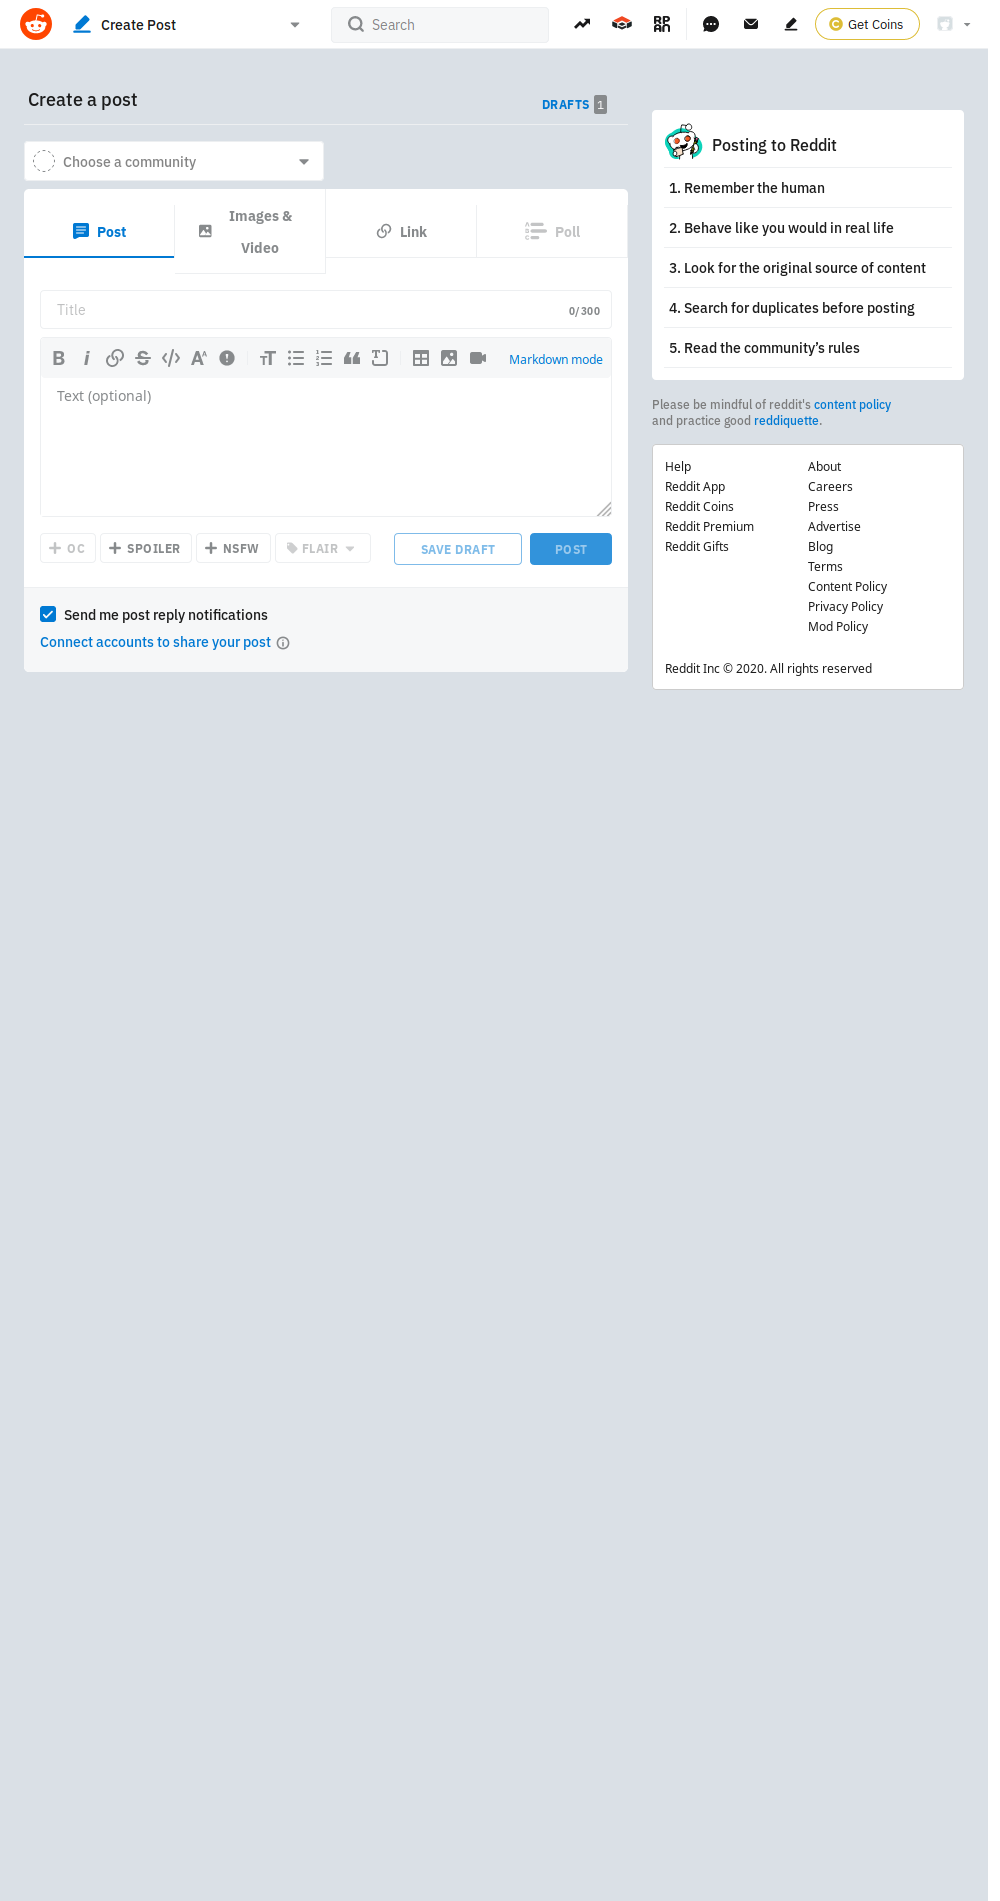 Create Post
Search
Get Coins
Create a post
DRAFTS 1
Choose a community
Post
Images &
Video
Link
Poll
Title
0/300
Markdown mode
Text (optional)
OC
SPOILER
NSFW
FLAIR
SAVE DRAFT
POST
Send me post reply notifications
Connect accounts to share your post
Posting to Reddit
1. Remember the human
2. Behave like you would in real life
3. Look for the original source of content
4. Search for duplicates before posting
5. Read the community’s rules
Please be mindful of reddit's content policy
and practice good reddiquette.
Help
Reddit App
Reddit Coins
Reddit Premium
Reddit Gifts
About
Careers
Press
Advertise
Blog
Terms
Content Policy
Privacy Policy
Mod Policy
Reddit Inc © 2020. All rights reserved